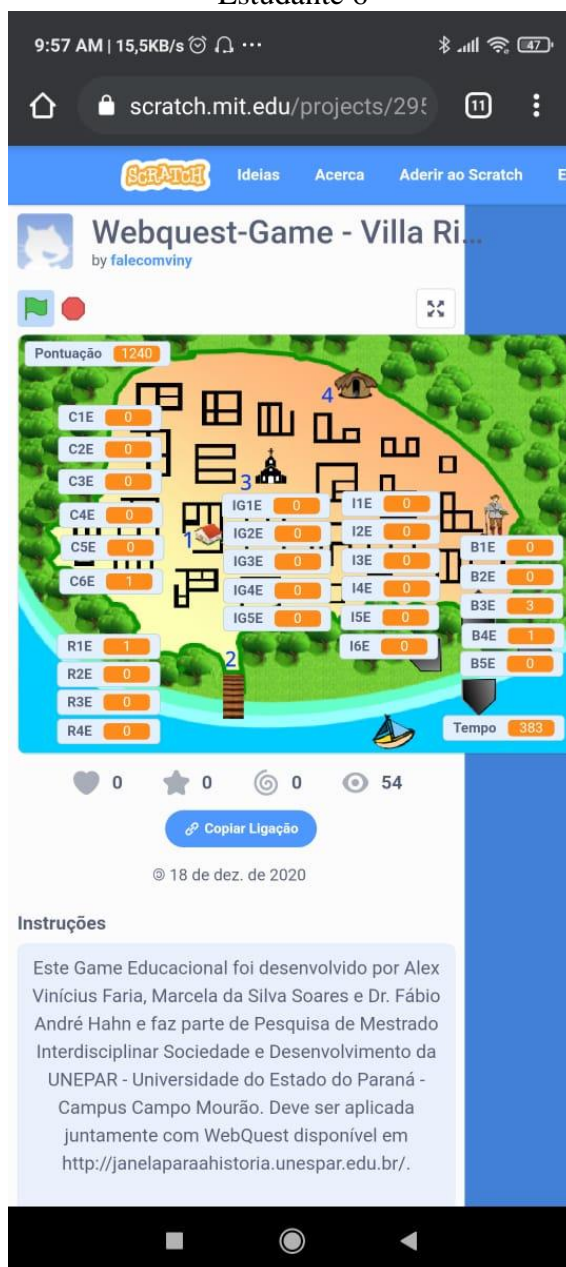 Estudante 6
9:57 AM | 15,5KB/s ...
47
scratch.mit.edu/projects/295
11
SCRATCH Ideias Acerca Aderir ao Scratch E
Webquest-Game - Villa Ri...
by falecomviny
Pontuação 1240
C1E 0
C2E 0
C3E 0
C4E 0
C5E 0
C6E 1
R1E 1
R2E 0
R3E 0
R4E 0
1
2
3
4
IG1E 0
IG2E 0
IG3E 0
IG4E 0
IG5E 0
I1E 0
I2E 0
I3E 0
I4E 0
I5E 0
I6E 0
B1E 0
B2E 0
B3E 3
B4E 1
B5E 0
Tempo 383
0 0 0 54
Copiar Ligação
18 de dez. de 2020
Instruções
Este Game Educacional foi desenvolvido por Alex
Vinícius Faria, Marcela da Silva Soares e Dr. Fábio
André Hahn e faz parte de Pesquisa de Mestrado
Interdisciplinar Sociedade e Desenvolvimento da
UNEPAR - Universidade do Estado do Paraná -
Campus Campo Mourão. Deve ser aplicada
juntamente com WebQuest disponível em
http://janelaparaahistoria.unespar.edu.br/.